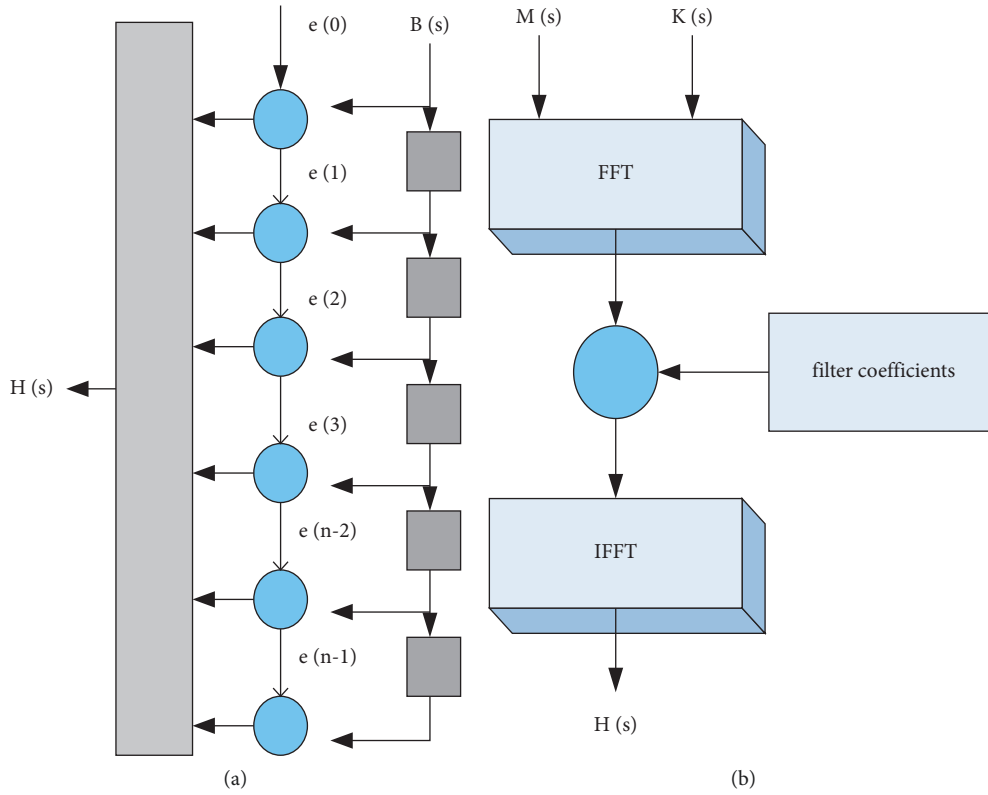 e (0)
B (s)
e (1)
e (2)
e (3)
e (n-2)
e (n-1)
H (s)
(a)
M (s)
K (s)
FFT
filter coefficients
IFFT
H (s)
(b)